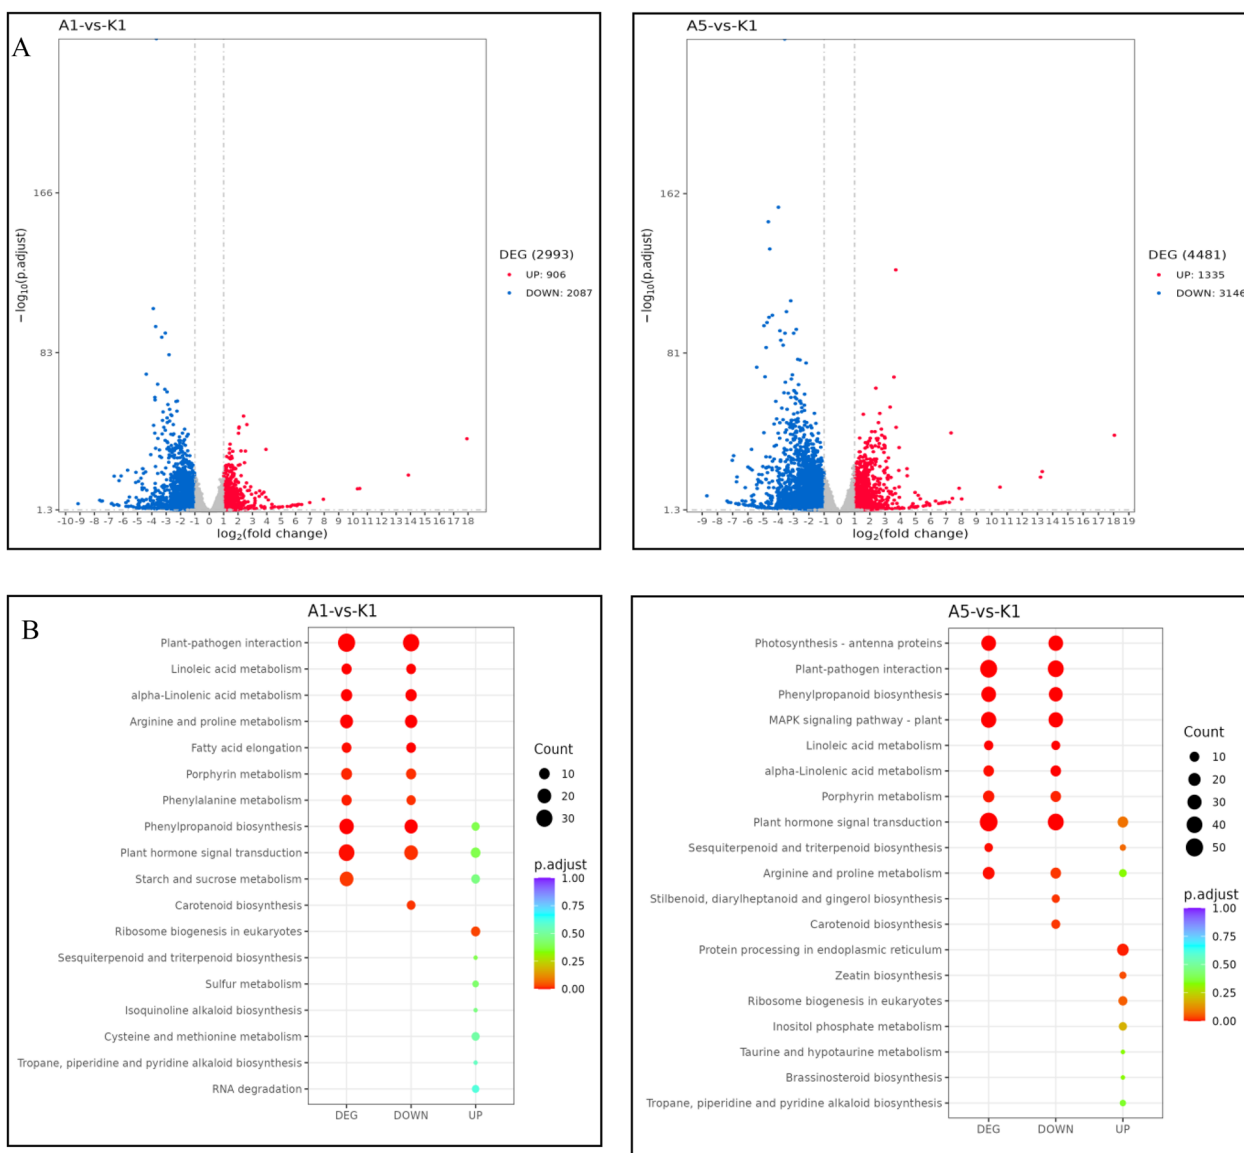 A
A1-vs-K1
−log10(p.adjust)
166
83
1.3
-10 -9 -8 -7 -6 -5 -4 -3 -2 -1 0 1 2 3 4 5 6 7 8 9 10 11 12 13 14 15 16 17 18
log2(fold change)
DEG (2993)
UP: 906
DOWN: 2087
A5-vs-K1
−log10(p.adjust)
162
81
1.3
-9 -8 -7 -6 -5 -4 -3 -2 -1 0 1 2 3 4 5 6 7 8 9 10 11 12 13 14 15 16 17 18 19
log2(fold change)
DEG (4481)
UP: 1335
DOWN: 3146
B
A1-vs-K1
Plant-pathogen interaction
Linoleic acid metabolism
alpha-Linolenic acid metabolism
Arginine and proline metabolism
Fatty acid elongation
Porphyrin metabolism
Phenylalanine metabolism
Phenylpropanoid biosynthesis
Plant hormone signal transduction
Starch and sucrose metabolism
Carotenoid biosynthesis
Ribosome biogenesis in eukaryotes
Sesquiterpenoid and triterpenoid biosynthesis
Sulfur metabolism
Isoquinoline alkaloid biosynthesis
Cysteine and methionine metabolism
Tropane, piperidine and pyridine alkaloid biosynthesis
RNA degradation
DEG DOWN UP
Count
10
20
30
p.adjust
1.00
0.75
0.50
0.25
0.00
A5-vs-K1
Photosynthesis - antenna proteins
Plant-pathogen interaction
Phenylpropanoid biosynthesis
MAPK signaling pathway - plant
Linoleic acid metabolism
alpha-Linolenic acid metabolism
Porphyrin metabolism
Plant hormone signal transduction
Sesquiterpenoid and triterpenoid biosynthesis
Arginine and proline metabolism
Stilbenoid, diarylheptanoid and gingerol biosynthesis
Carotenoid biosynthesis
Protein processing in endoplasmic reticulum
Zeatin biosynthesis
Ribosome biogenesis in eukaryotes
Inositol phosphate metabolism
Taurine and hypotaurine metabolism
Brassinosteroid biosynthesis
Tropane, piperidine and pyridine alkaloid biosynthesis
DEG DOWN UP
Count
10
20
30
40
50
p.adjust
1.00
0.75
0.50
0.25
0.00